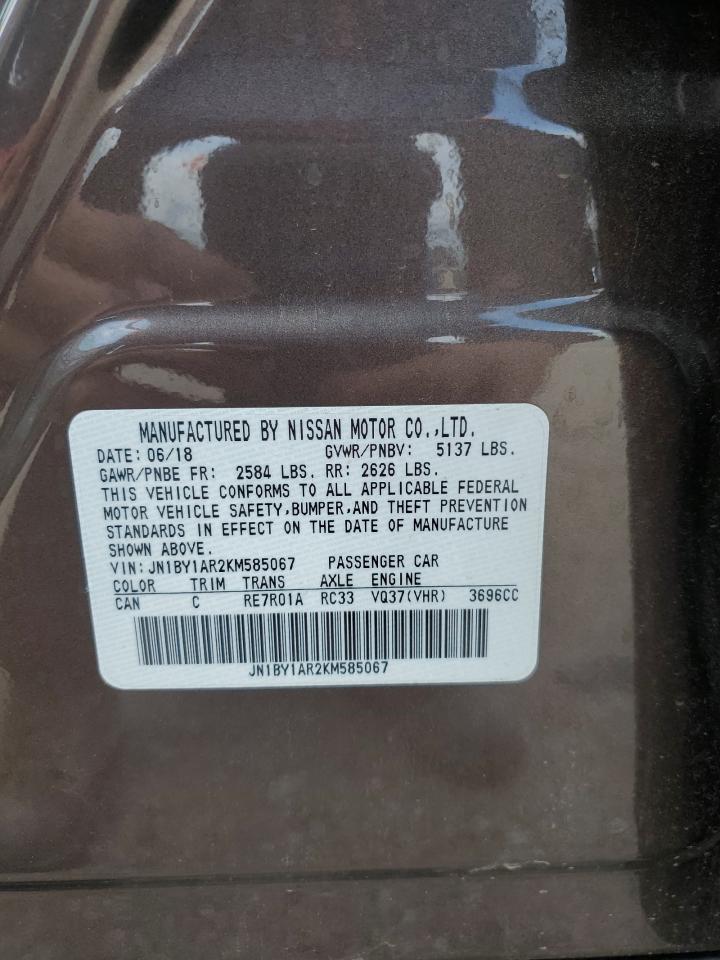 MANUFACTURED BY NISSAN MOTOR CO.,LTD.
DATE: 06/18 GVWR/PNBV: 5137 LBS.
GAWR/PNBE FR: 2584 LBS. RR: 2626 LBS.
THIS VEHICLE CONFORMS TO ALL APPLICABLE FEDERAL
MOTOR VEHICLE SAFETY,BUMPER,AND THEFT PREVENTION
STANDARDS IN EFFECT ON THE DATE OF MANUFACTURE
SHOWN ABOVE.
VIN: JN1BY1AR2KM585067 PASSENGER CAR
COLOR TRIM TRANS AXLE ENGINE
CAN C RE7R01A RC33 VQ37(VHR) 3696CC
JN1BY1AR2KM585067